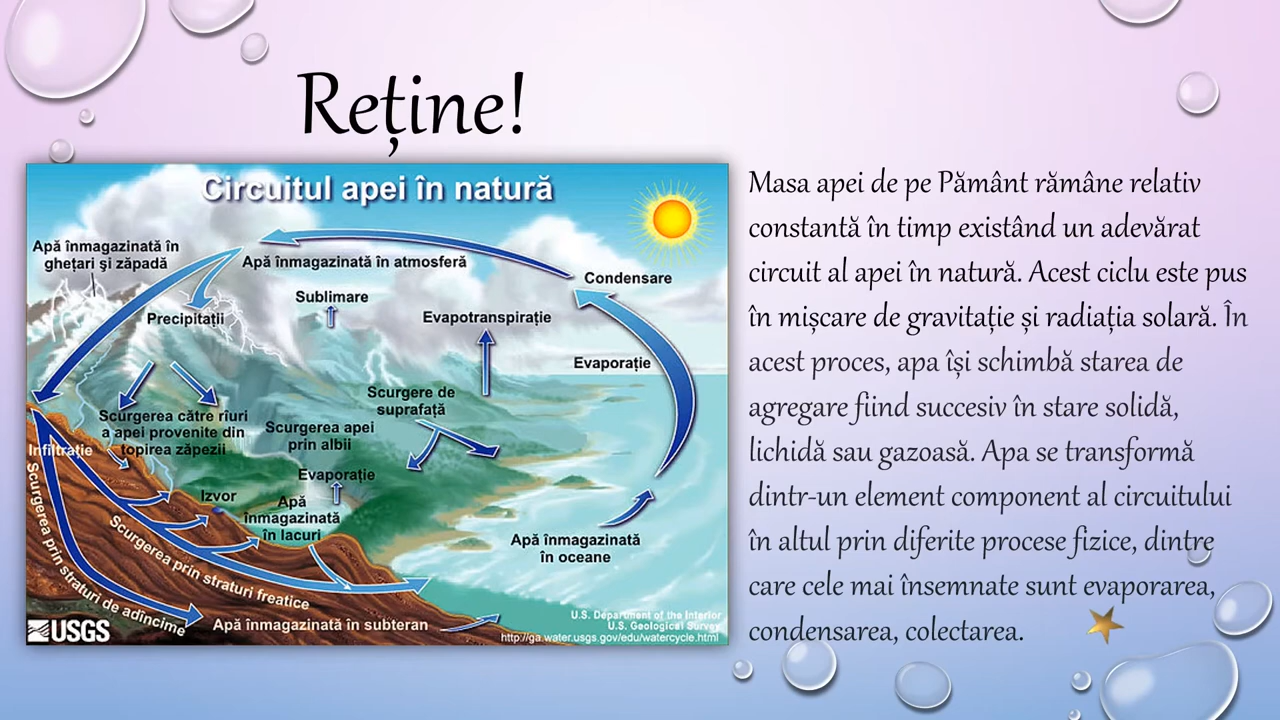 Reține!
Circuitul apei în natură
Apă înmagazinată în
ghețari şi zăpadă
Apă înmagazinată în atmosferă
Condensare
Sublimare
Precipitații
Evapotranspirație
Evaporație
Scurgere de
suprafață
Scurgerea către rîuri
a apei provenite din
topirea zăpezii
Scurgerea apei
prin albii
Infiltrație
Evaporație
Izvor
Apă
înmagazinată
în lacuri
Apă înmagazinată
în oceane
Scurgerea prin straturi freatice
Scurgerea prin straturi de adîncime
Apă înmagazinată în subteran
U.S. Department of the Interior
U.S. Geological Survey
http://ga.water.usgs.gov/edu/watercycle.html
USGS
Masa apei de pe Pământ rămâne relativ
constantă în timp existând un adevărat
circuit al apei în natură. Acest ciclu este pus
în mișcare de gravitație și radiația solară. În
acest proces, apa își schimbă starea de
agregare fiind succesiv în stare solidă,
lichidă sau gazoasă. Apa se transformă
dintr-un element component al circuitului
în altul prin diferite procese fizice, dintre
care cele mai însemnate sunt evaporarea,
condensarea, colectarea.